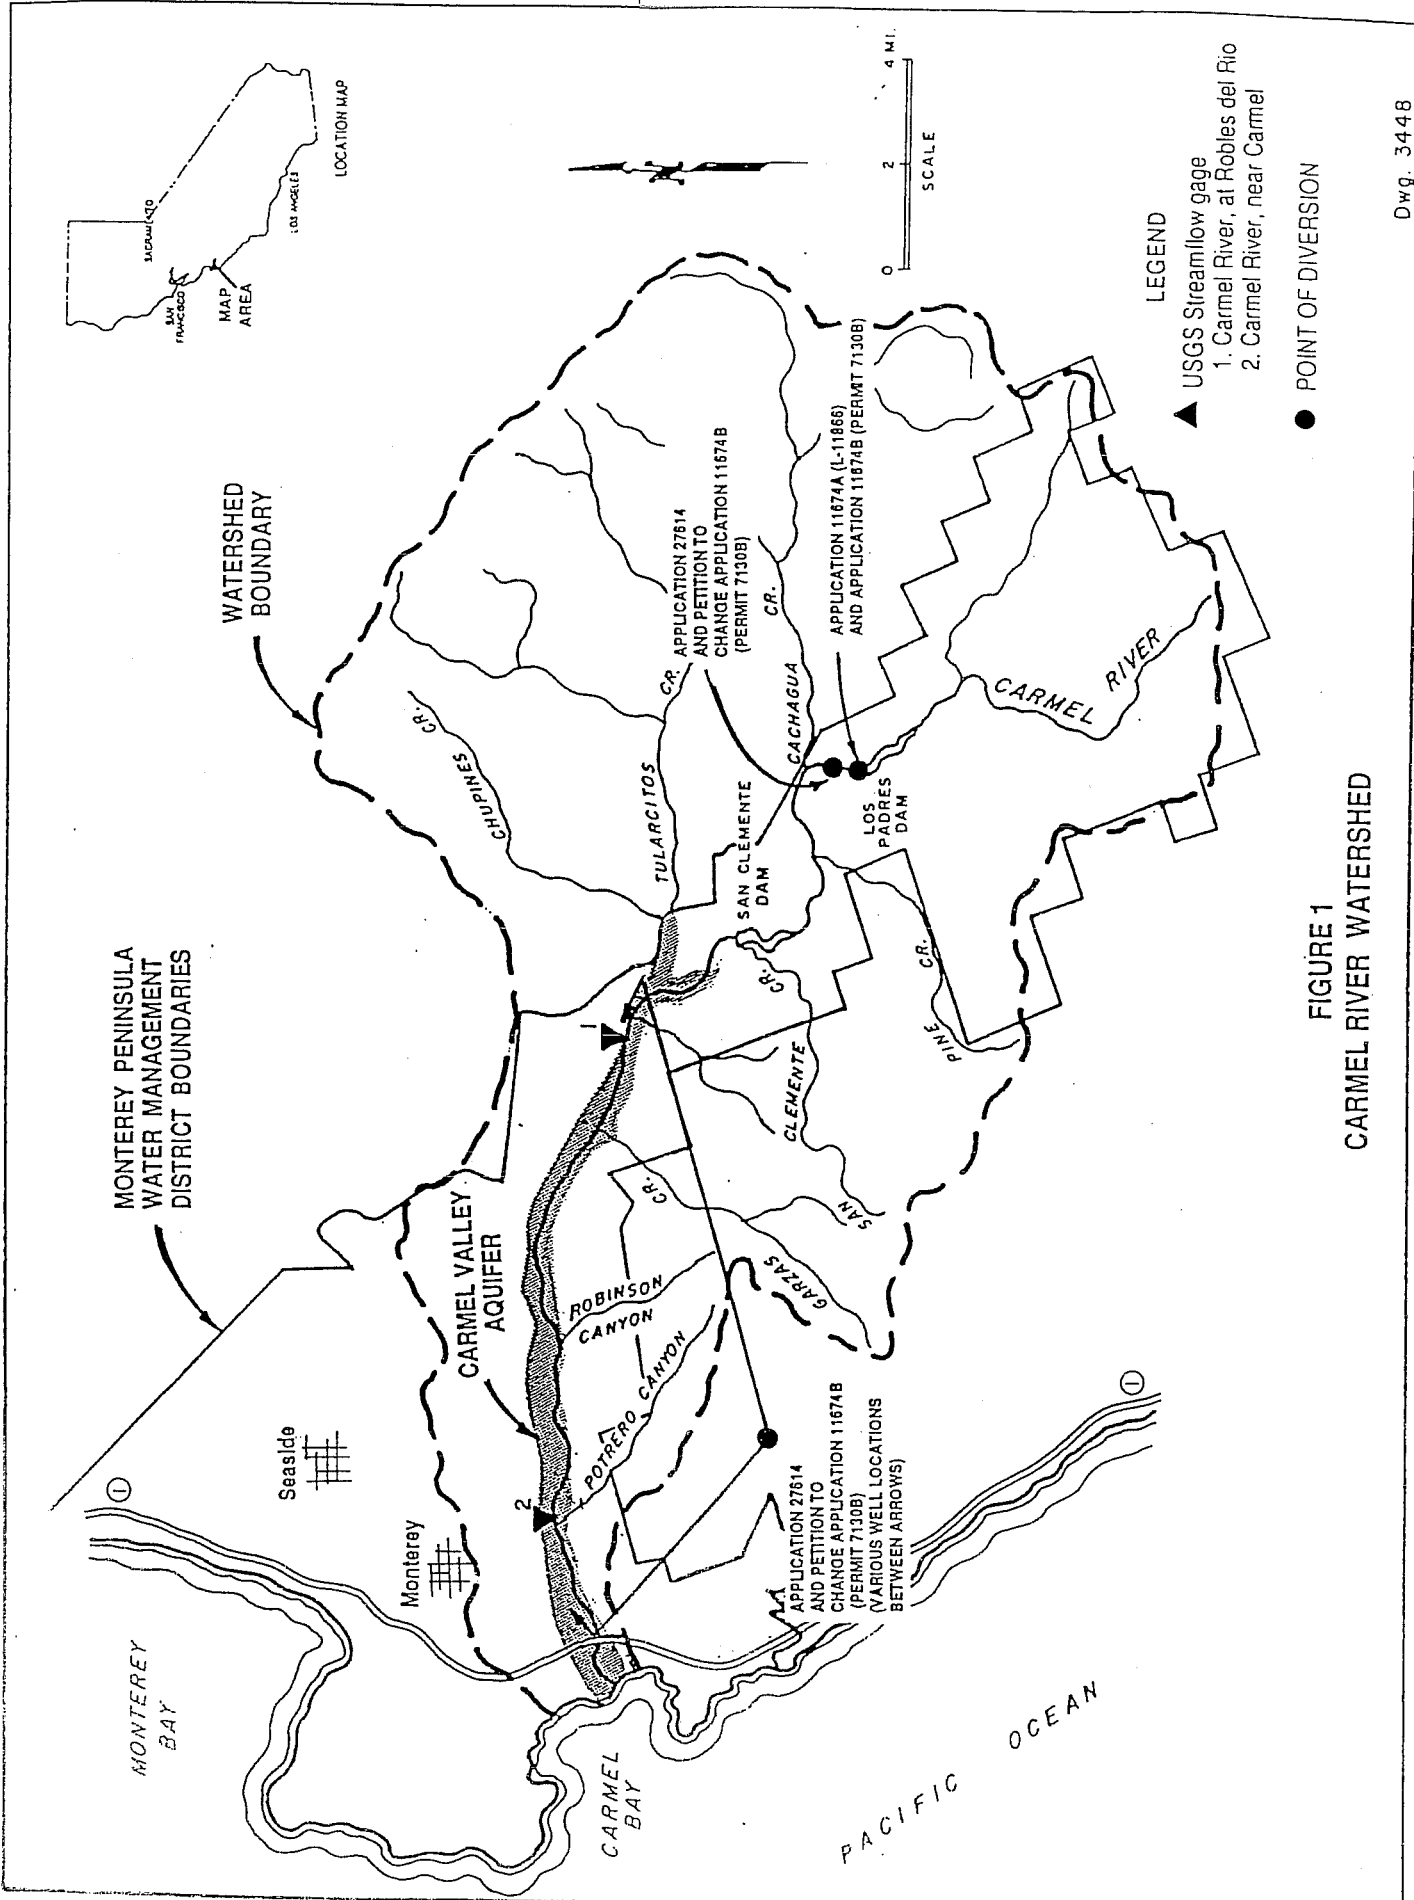 MONTEREY PENINSULA
WATER MANAGEMENT
DISTRICT BOUNDARIES
WATERSHED
BOUNDARY
SACRAMENTO
SAN
FRANCISCO
MAP
AREA
LOS ANGELES
LOCATION MAP
MONTEREY
BAY
1
Seaside
Monterey
CARMEL VALLEY
AQUIFER
CHUPINES CR.
TULARCITOS CR.
APPLICATION 27614
AND PETITION TO
CHANGE APPLICATION 11674B
(PERMIT 7130B)
CACHAGUA CR.
APPLICATION 11674A (L-11866)
AND APPLICATION 11674B (PERMIT 7130B)
2
1
POTRERO CANYON
ROBINSON
CANYON
GARZAS CR.
SAN CLEMENTE CR.
SAN CLEMENTE
DAM
LOS
PADRES
DAM
PINE CR.
CARMEL RIVER
CARMEL
BAY
APPLICATION 27614
AND PETITION TO
CHANGE APPLICATION 11674B
(PERMIT 7130B)
(VARIOUS WELL LOCATIONS
BETWEEN ARROWS)
1
PACIFIC OCEAN
N
0 2 4 MI.
SCALE
LEGEND
USGS Streamflow gage
1. Carmel River, at Robles del Rio
2. Carmel River, near Carmel
POINT OF DIVERSION
FIGURE 1
CARMEL RIVER WATERSHED
Dwg. 3448